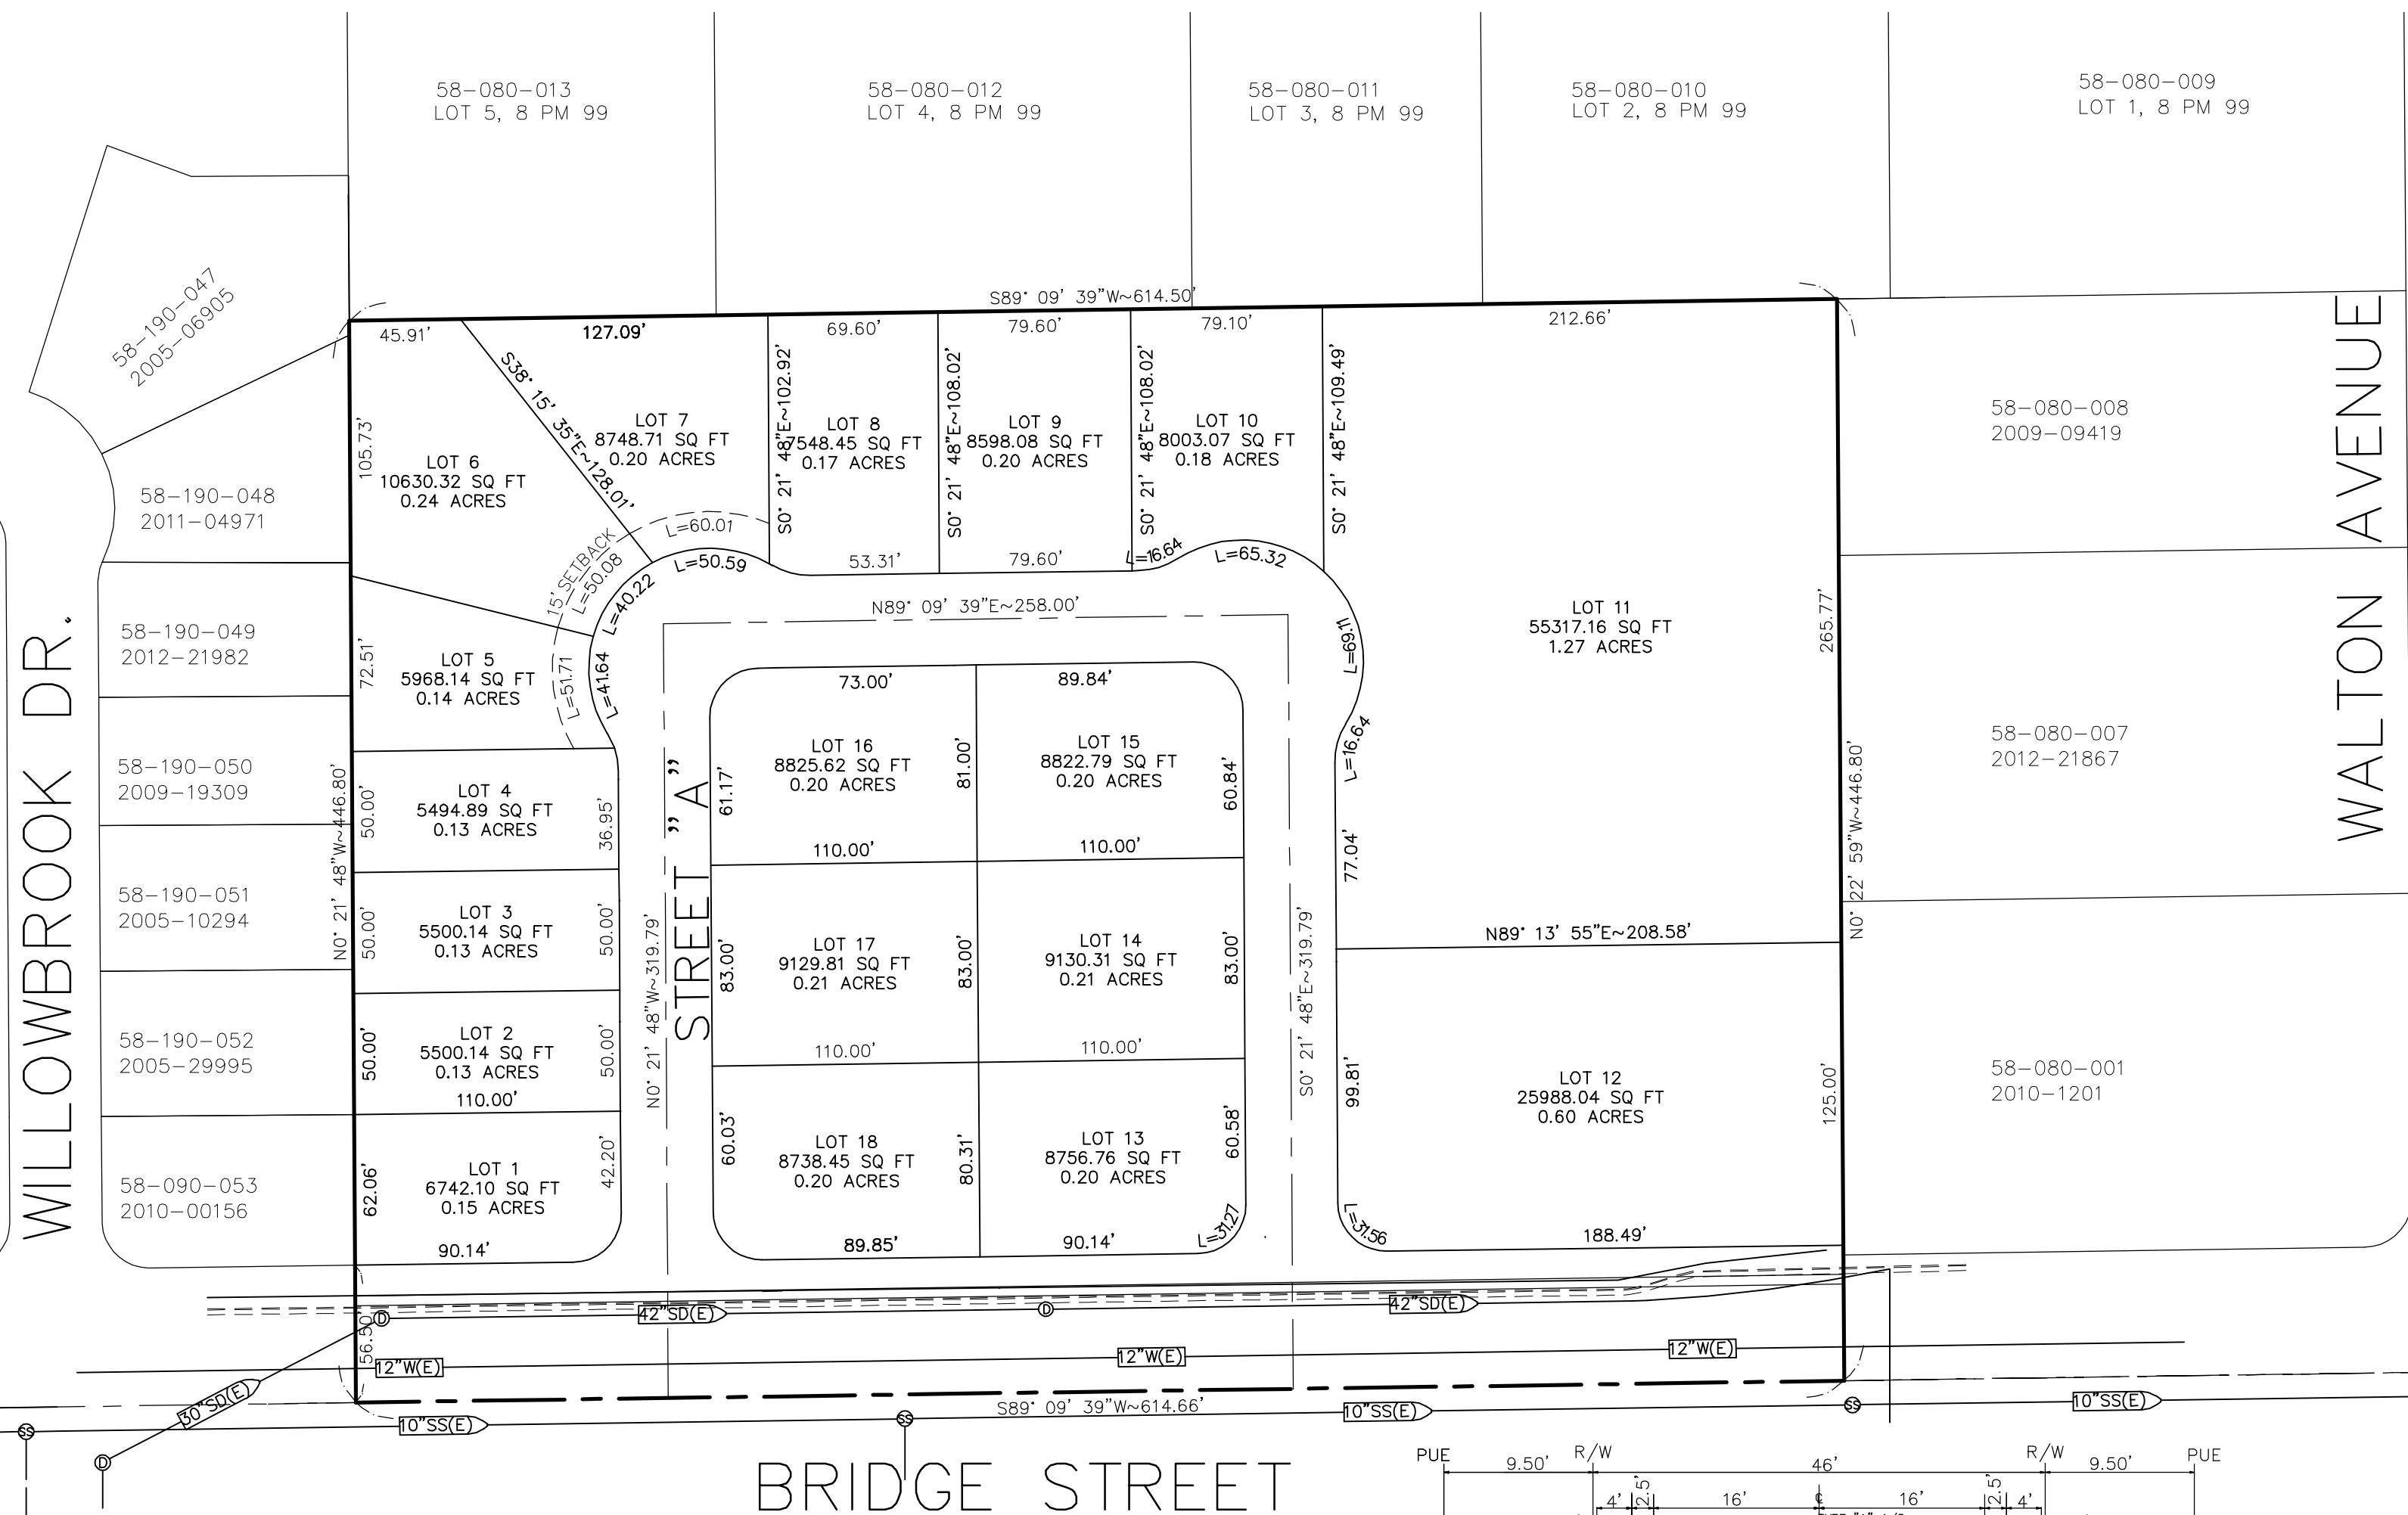 58-080-013
LOT 5, 8 PM 99
58-080-012
LOT 4, 8 PM 99
58-080-011
LOT 3, 8 PM 99
58-080-010
LOT 2, 8 PM 99
58-080-009
LOT 1, 8 PM 99
58-190-047
2005-06905
58-190-048
2011-04971
58-190-049
2012-21982
58-190-050
2009-19309
58-190-051
2005-10294
58-190-052
2005-29995
58-090-053
2010-00156
WILLOWBROOK DR.
S89° 09' 39"W~614.50'
45.91'
127.09'
69.60'
79.60'
79.10'
212.66'
105.73'
S38° 15' 35"E~128.01'
S0° 21' 48"E~102.92'
S0° 21' 48"E~108.02'
S0° 21' 48"E~108.02'
S0° 21' 48"E~109.49'
LOT 6
10630.32 SQ FT
0.24 ACRES
LOT 7
8748.71 SQ FT
0.20 ACRES
LOT 8
7548.45 SQ FT
0.17 ACRES
LOT 9
8598.08 SQ FT
0.20 ACRES
LOT 10
8003.07 SQ FT
0.18 ACRES
15' SETBACK
L=50.08
L=60.01
L=51.71
L=50.59
L=40.22
L=41.64
53.31'
79.60'
L=16.64
L=65.32
L=69.11
L=16.64
N89° 09' 39"E~258.00'
LOT 11
55317.16 SQ FT
1.27 ACRES
265.77'
72.51'
LOT 5
5968.14 SQ FT
0.14 ACRES
N0° 21' 48"W~446.80'
50.00'
LOT 4
5494.89 SQ FT
0.13 ACRES
36.95'
50.00'
LOT 3
5500.14 SQ FT
0.13 ACRES
50.00'
50.00'
LOT 2
5500.14 SQ FT
0.13 ACRES
50.00'
110.00'
62.06'
LOT 1
6742.10 SQ FT
0.15 ACRES
42.20'
90.14'
N0° 21' 48"W~319.79'
STREET "A"
73.00'
89.84'
61.17'
LOT 16
8825.62 SQ FT
0.20 ACRES
81.00'
LOT 15
8822.79 SQ FT
0.20 ACRES
60.84'
110.00'
110.00'
83.00'
LOT 17
9129.81 SQ FT
0.21 ACRES
83.00'
LOT 14
9130.31 SQ FT
0.21 ACRES
83.00'
110.00'
110.00'
60.03'
LOT 18
8738.45 SQ FT
0.20 ACRES
80.31'
LOT 13
8756.76 SQ FT
0.20 ACRES
60.58'
89.85'
90.14'
L=31.27
S0° 21' 48"E~319.79'
77.04'
N89° 13' 55"E~208.58'
99.81'
LOT 12
25988.04 SQ FT
0.60 ACRES
125.00'
L=31.56
188.49'
N0° 22' 59"W~446.80'
58-080-008
2009-09419
58-080-007
2012-21867
58-080-001
2010-1201
WALTON AVENUE
56.50
D
42"SD(E)
D
42"SD(E)
12"W(E)
12"W(E)
12"W(E)
30"SD(E)
D
SS
10"SS(E)
SS
S89° 09' 39"W~614.66'
10"SS(E)
SS
10"SS(E)
BRIDGE STREET
PUE
9.50'
R/W
46'
R/W
9.50'
PUE
4'
2.5'
16'
16'
2.5'
4'